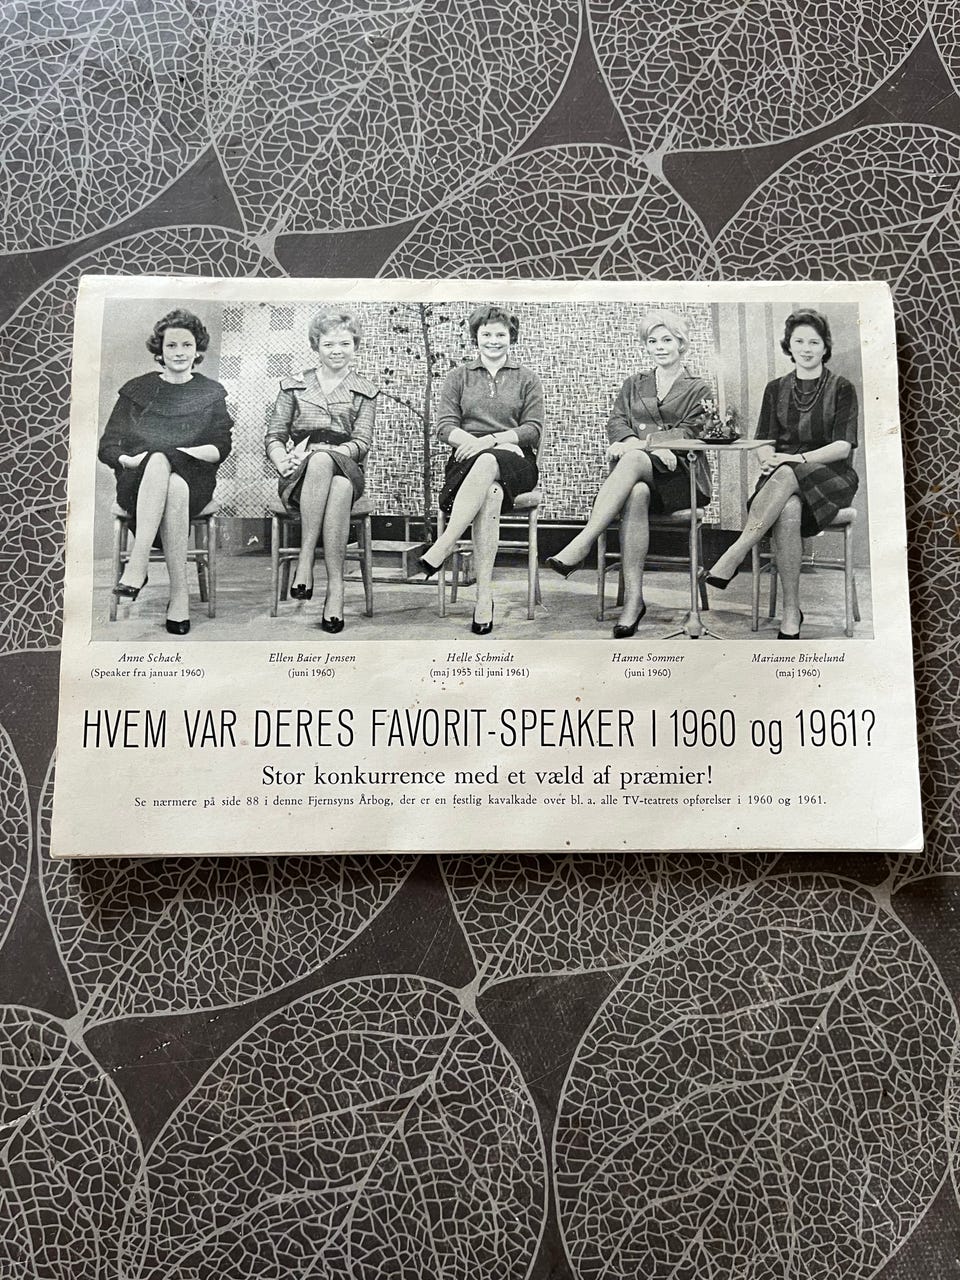 Anne Schack Ellen Baier Jensen Helle Schmidt Hanne Sommer Marianne Birkelund
(Speaker fra januar 1960) (juni 1960) (maj 1955 til juni 1961) (juni 1960) (maj 1960)
HVEM VAR DERES FAVORIT-SPEAKER I 1960 og 1961?
Stor konkurrence med et væld af præmier!
Se nærmere på side 88 i denne Fjernsyns Årbog, der er en festlig kavalkade over bl. a. alle TV-teatrets opførelser i 1960 og 1961.